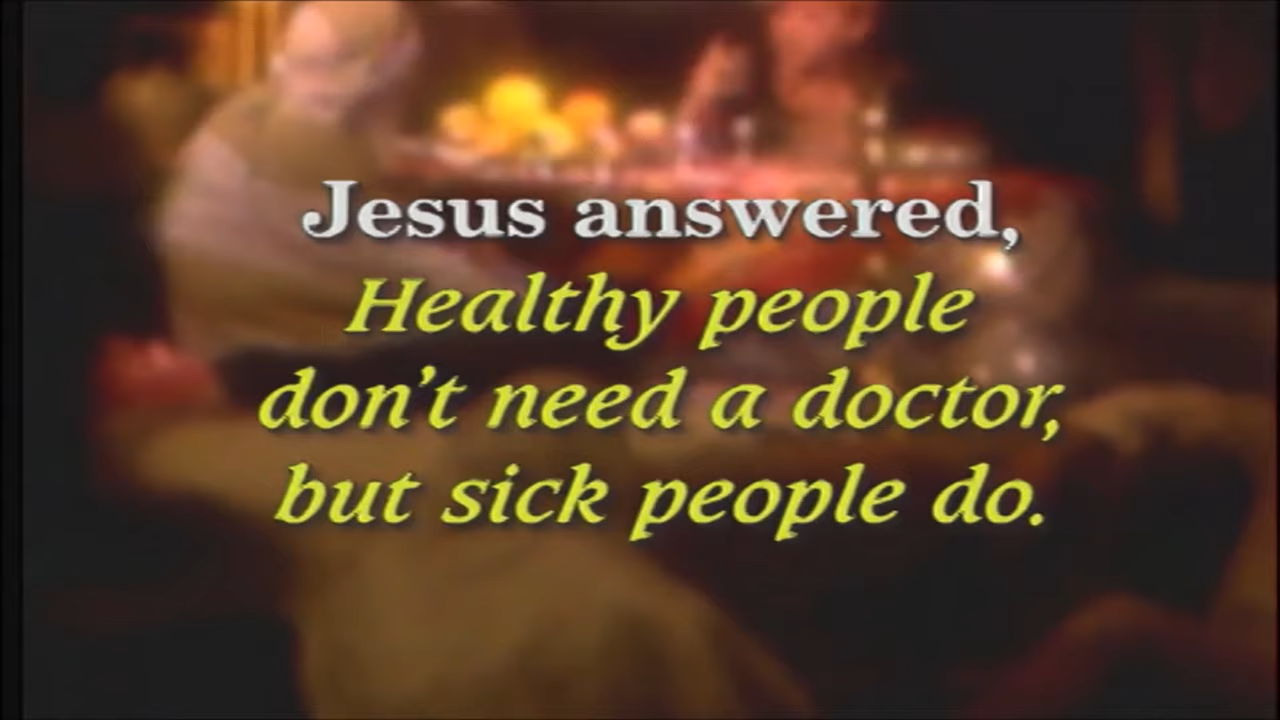 Jesus answered,
Healthy people
don't need a doctor,
but sick people do.